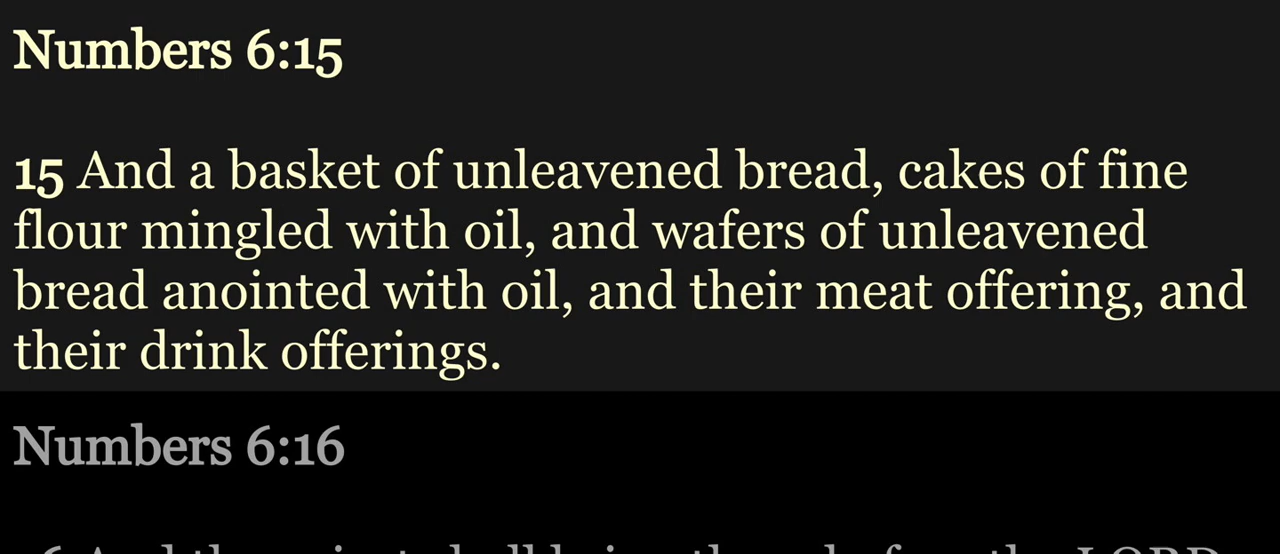 Numbers 6:15
15 And a basket of unleavened bread, cakes of fine
flour mingled with oil, and wafers of unleavened
bread anointed with oil, and their meat offering, and
their drink offerings.
Numbers 6:16